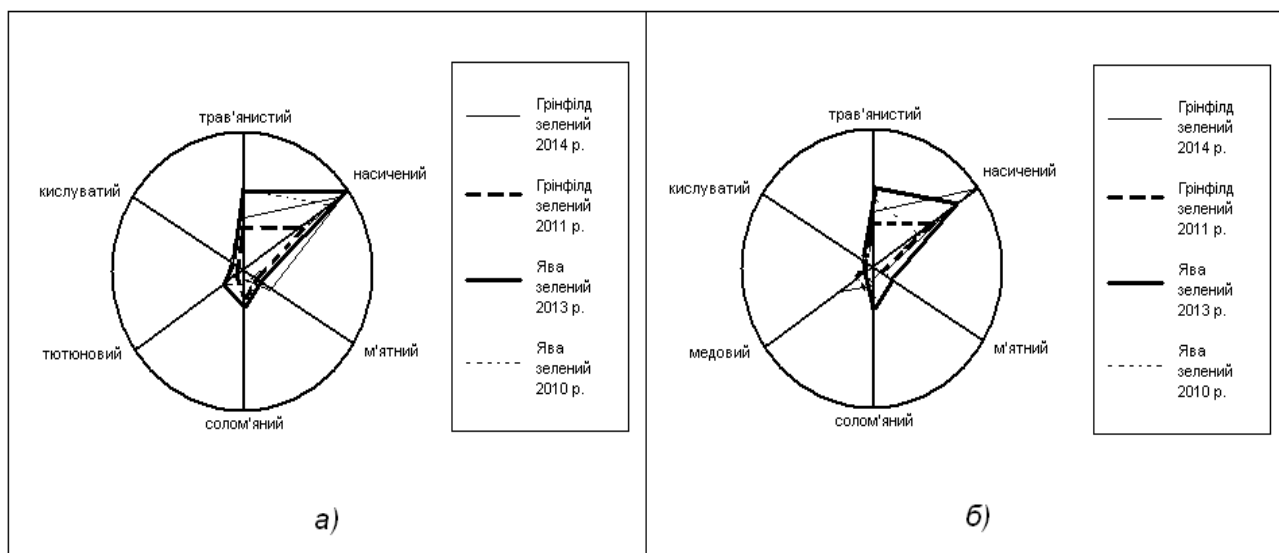 трав'янистий
насичений
кислуватий
тютюновий
м'ятний
солом'яний
Грінфілд
зелений
2014 р.
Грінфілд
зелений
2011 р.
Ява
зелений
2013 р.
Ява
зелений
2010 р.
а)
трав'янистий
насичений
кислуватий
медовий
м'ятний
солом'яний
Грінфілд
зелений
2014 р.
Грінфілд
зелений
2011 р.
Ява
зелений
2013 р.
Ява
зелений
2010 р.
б)